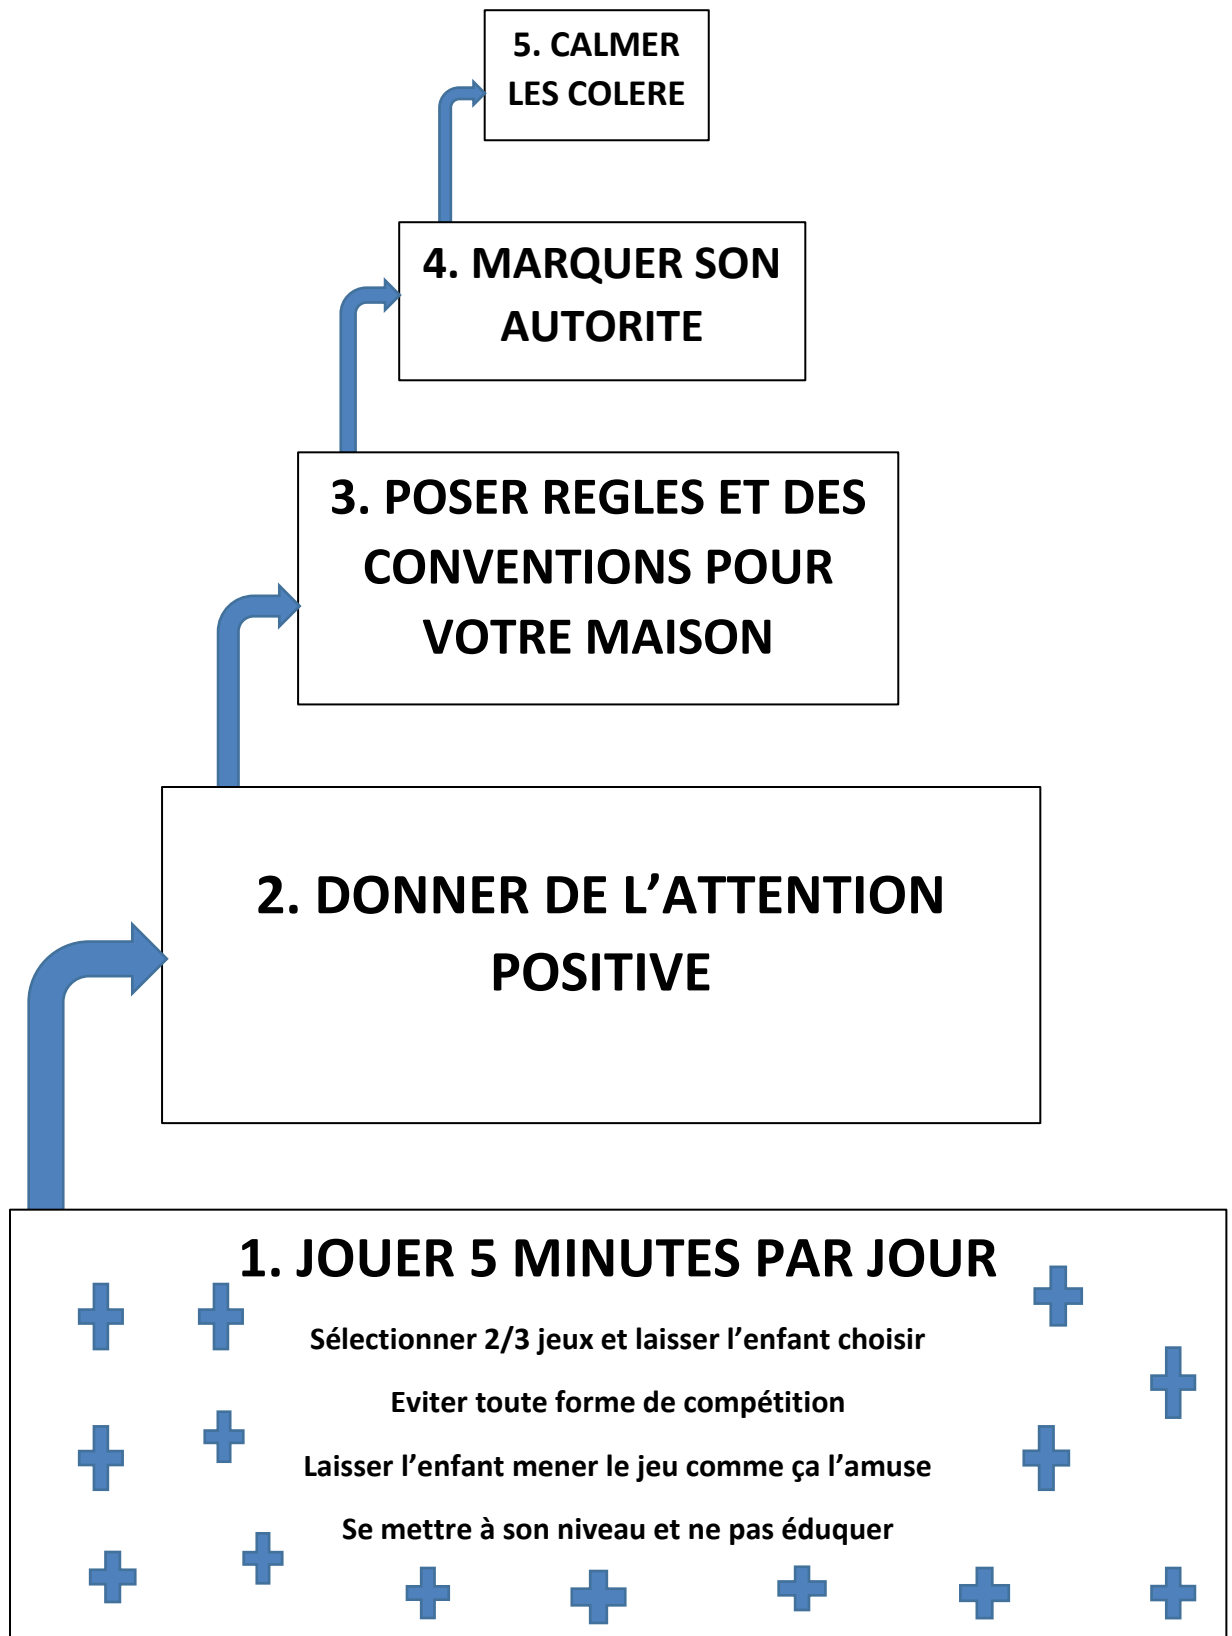 5. CALMER
LES COLERE
4. MARQUER SON
AUTORITE
3. POSER REGLES ET DES
CONVENTIONS POUR
VOTRE MAISON
2. DONNER DE L’ATTENTION
POSITIVE
1. JOUER 5 MINUTES PAR JOUR
Sélectionner 2/3 jeux et laisser l’enfant choisir
Eviter toute forme de compétition
Laisser l’enfant mener le jeu comme ça l’amuse
Se mettre à son niveau et ne pas éduquer